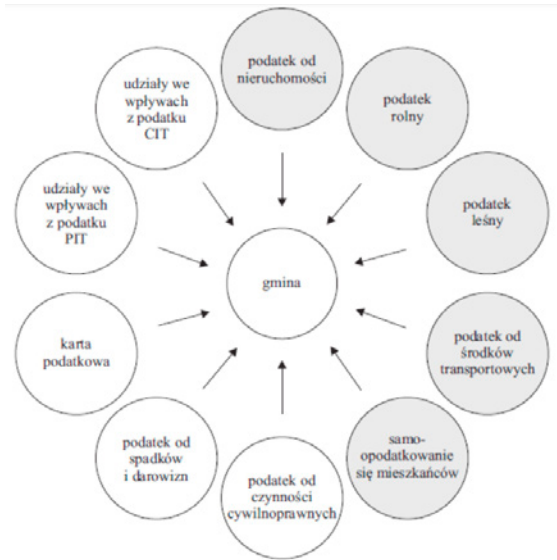 podatek od
nieruchomości
podatek
rolny
podatek
leśny
podatek od
środków
transportowych
samo-
opodatkowanie
się mieszkańców
podatek od
czynności
cywilnoprawnych
podatek od
spadków
i darowizn
karta
podatkowa
udziały we
wpływach
z podatku
PIT
udziały we
wpływach
z podatku
CIT
gmina